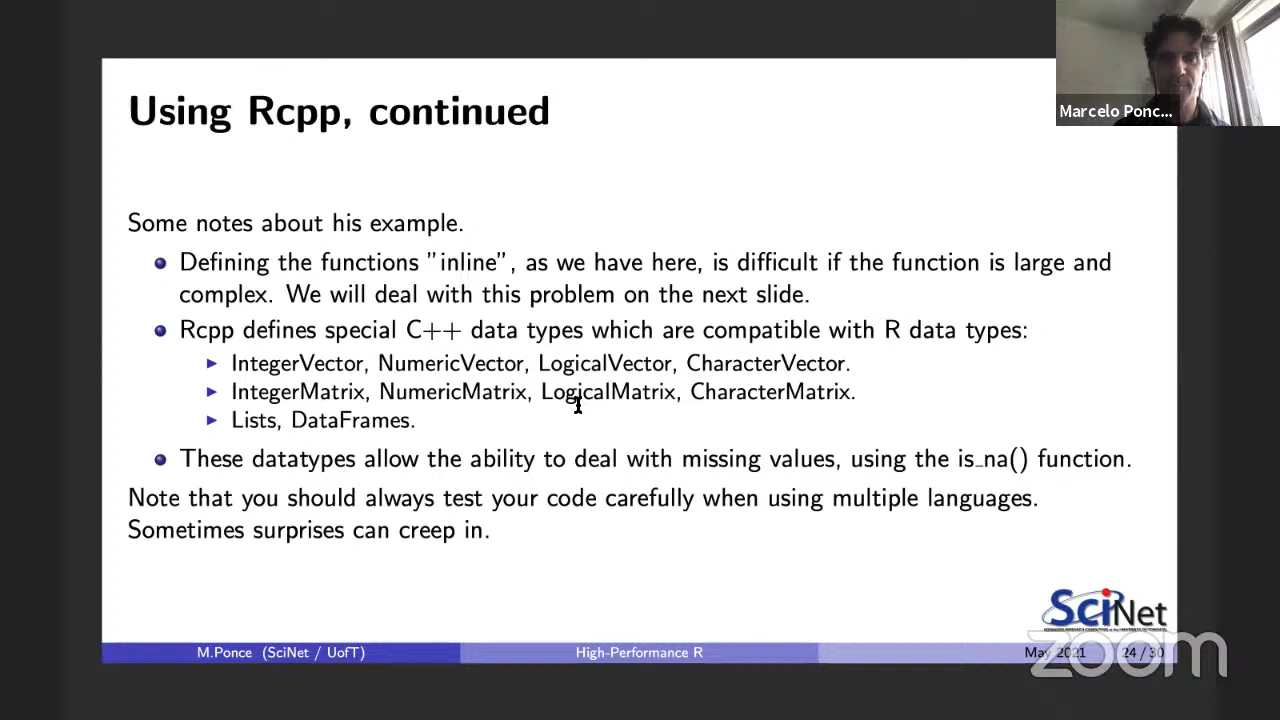 Using Rcpp, continued
Marcelo Ponc...
Some notes about his example.
Defining the functions "inline", as we have here, is difficult if the function is large and
complex. We will deal with this problem on the next slide.
Rcpp defines special C++ data types which are compatible with R data types:
IntegerVector, NumericVector, LogicalVector, CharacterVector.
IntegerMatrix, NumericMatrix, LogicalMatrix, CharacterMatrix.
Lists, DataFrames.
These datatypes allow the ability to deal with missing values, using the is_na() function.
Note that you should always test your code carefully when using multiple languages.
Sometimes surprises can creep in.
SciNet
M.Ponce (SciNet / UofT)
High-Performance R
May 2021
24 / 30
zoom